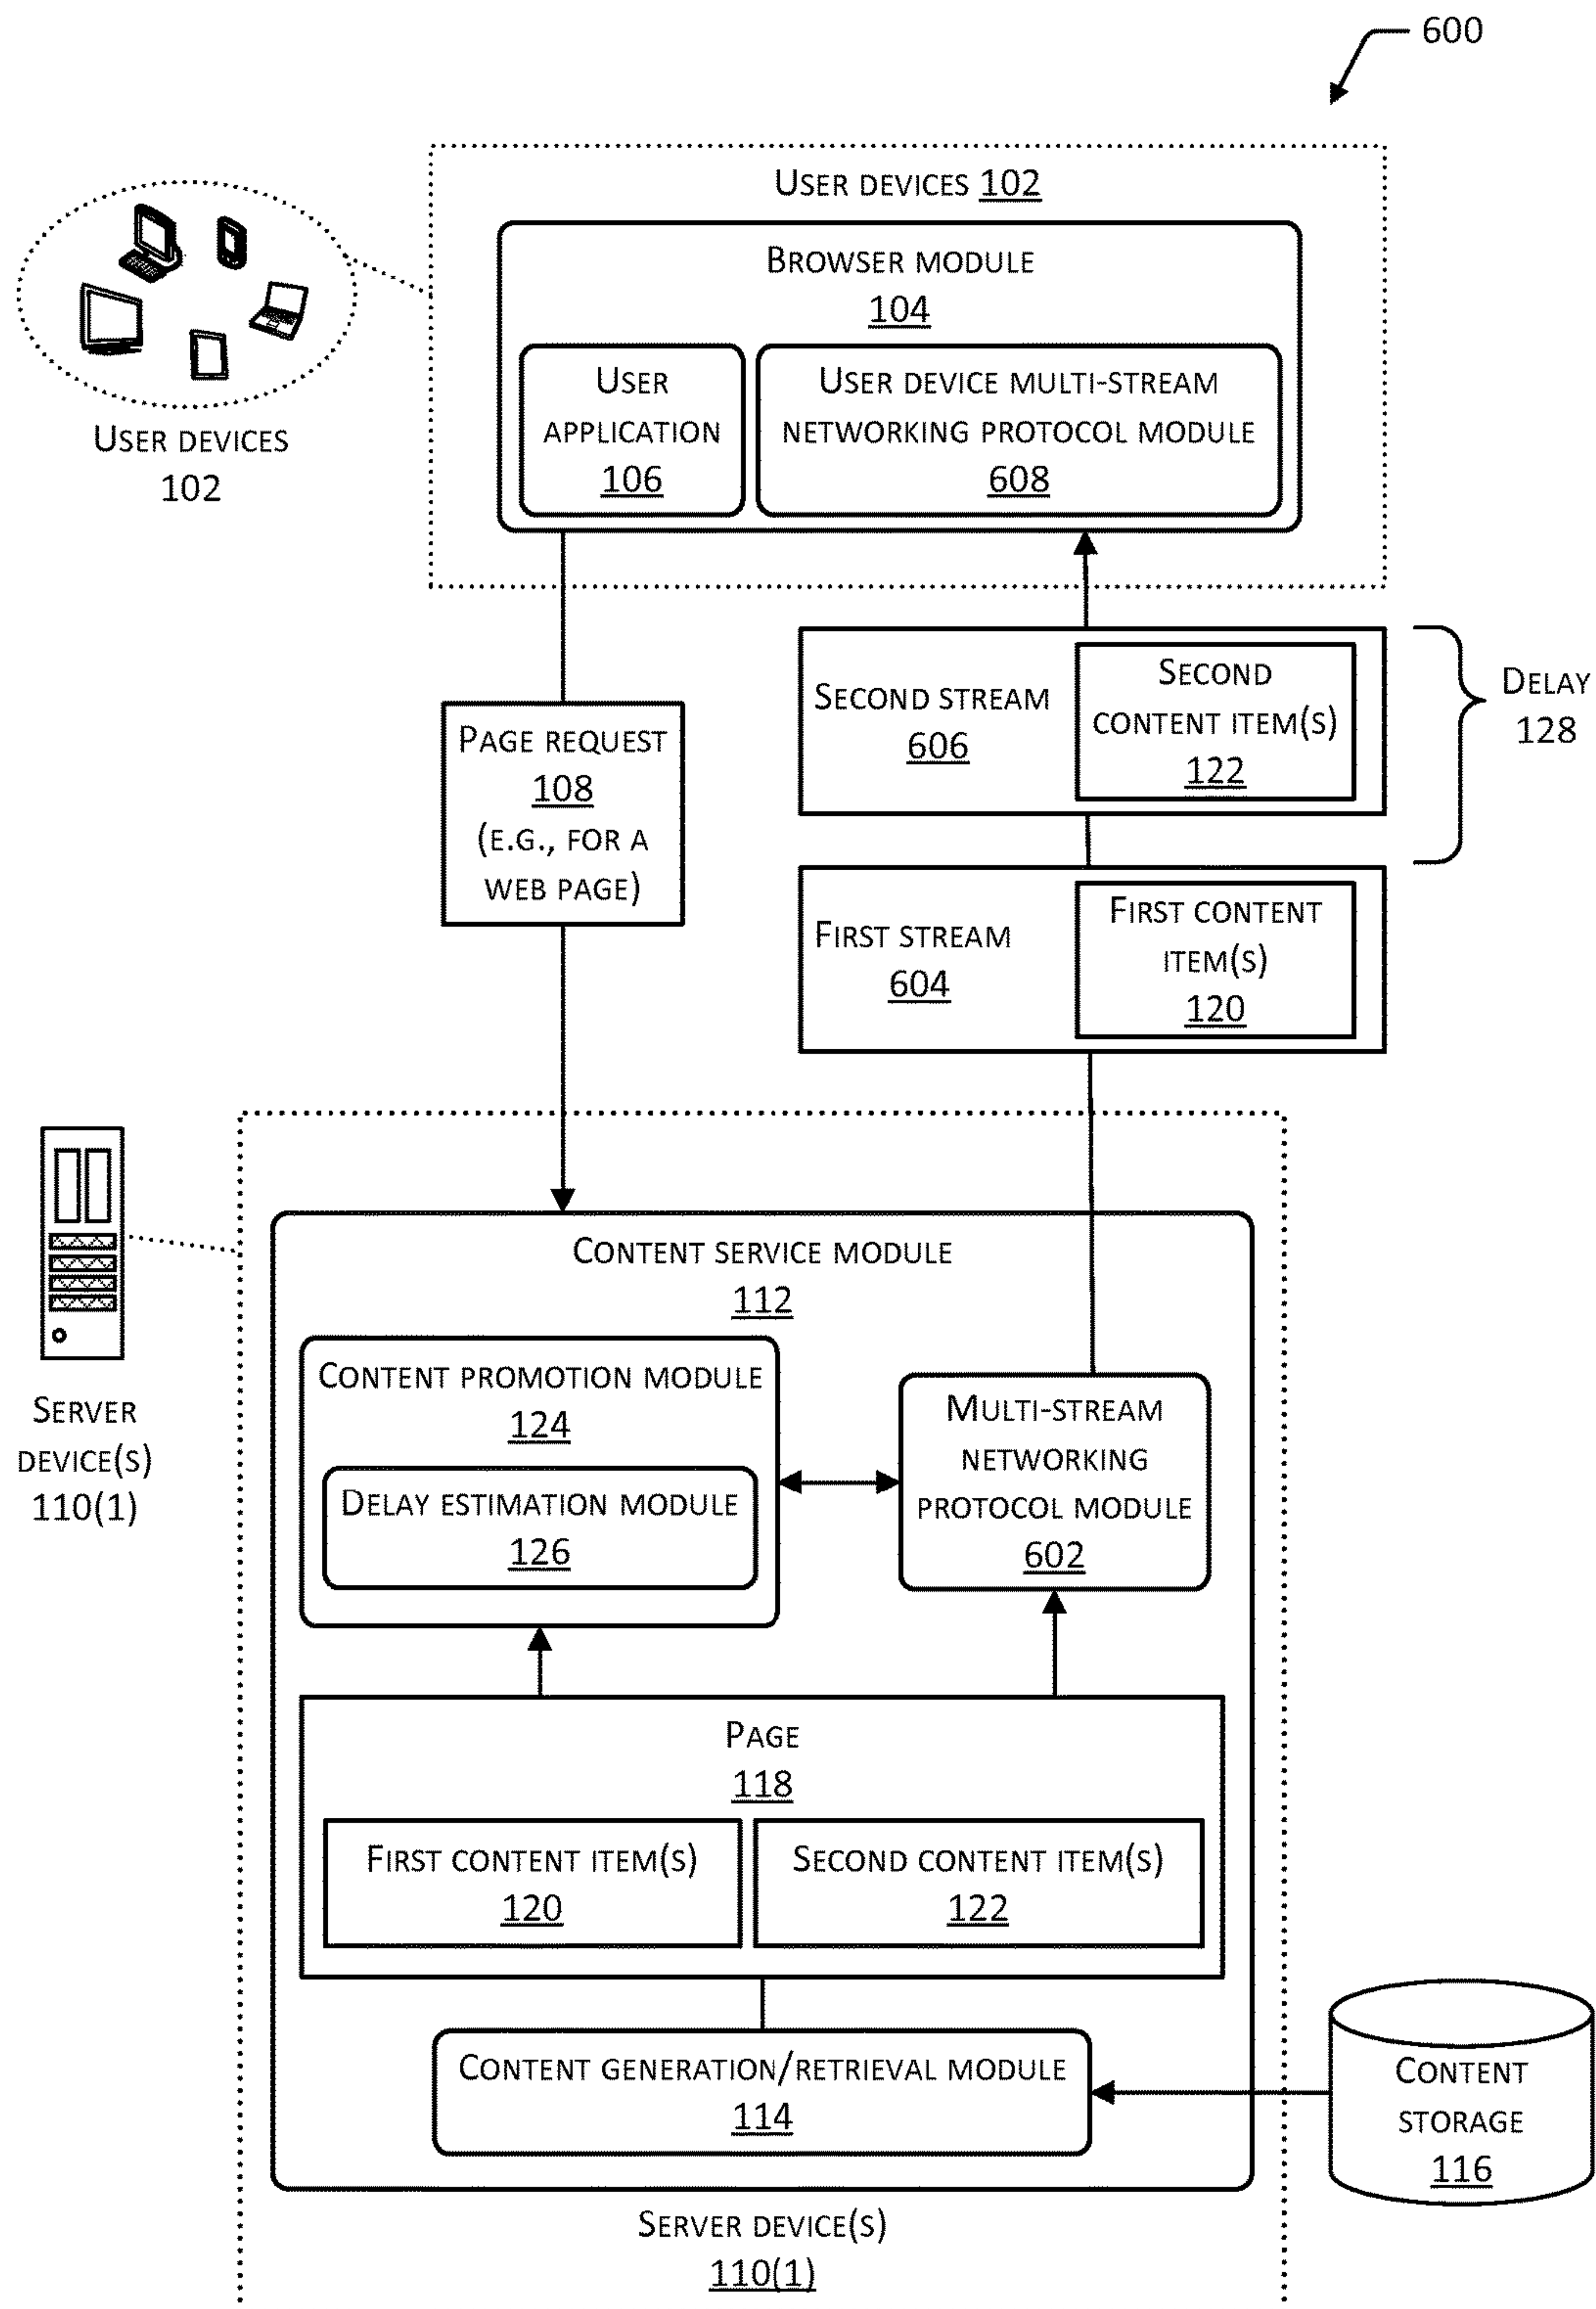 600
User devices 102
Browser module
104
User
application
106
User device multi-stream
networking protocol module
608
User devices
102
Second stream
606
Second
content item(s)
122
Delay
128
Page request
108
(e.g., for a
web page)
First stream
604
First content
item(s)
120
Server
device(s)
110(1)
Content service module
112
Content promotion module
124
Delay estimation module
126
Multi-stream
networking
protocol module
602
Page
118
First content item(s)
120
Second content item(s)
122
Content generation/retrieval module
114
Content
storage
116
Server device(s)
110(1)